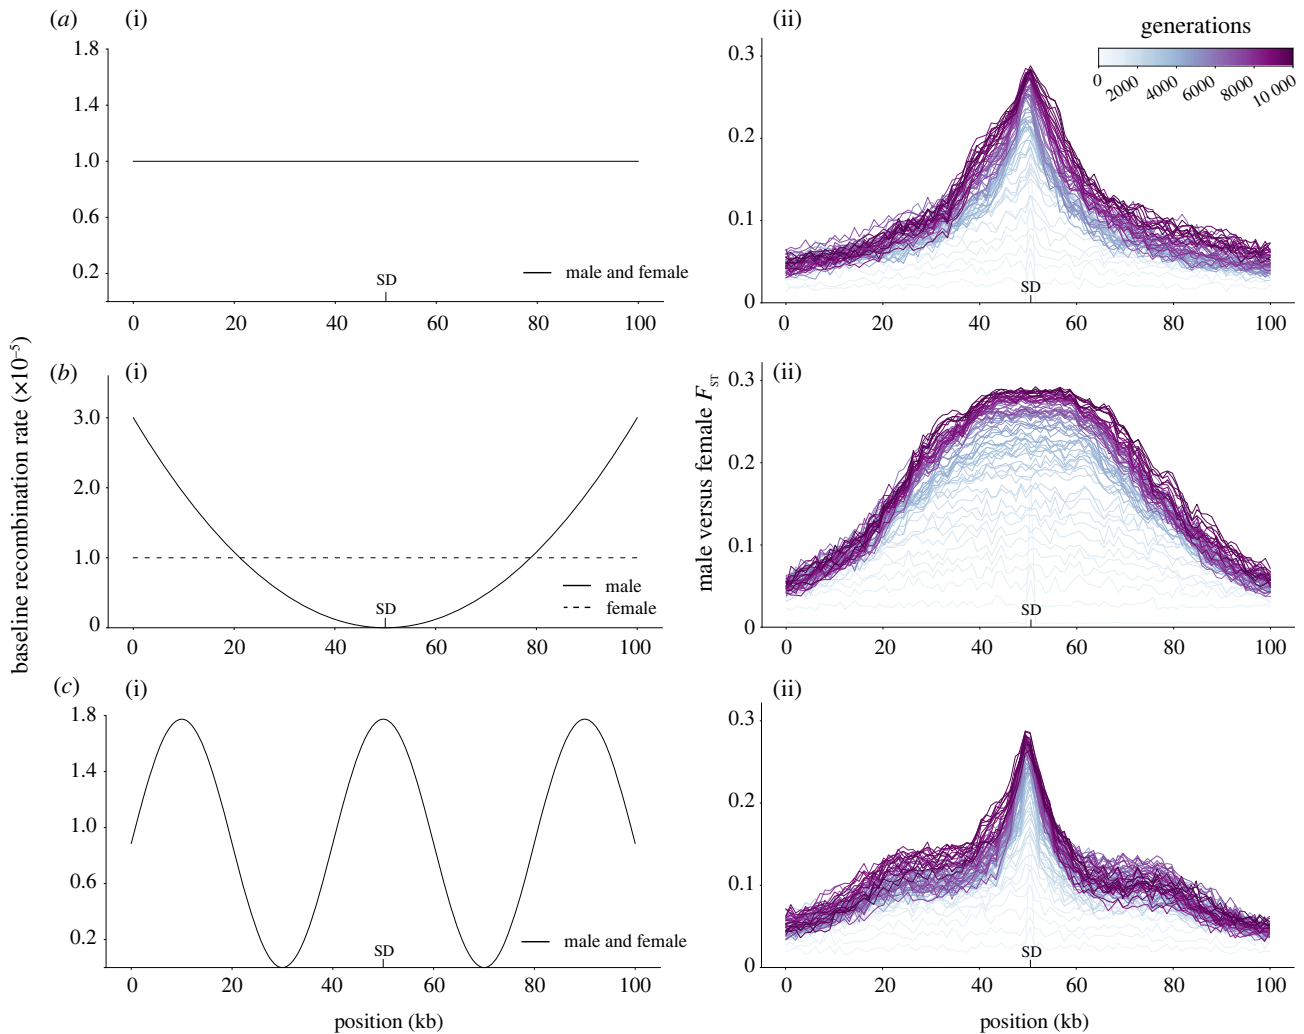 (a) (i)
1.8
1.4
1.0
0.6
0.2
SD
male and female
0 20 40 60 80 100
(ii)
generations
0 2000 4000 6000 8000 10 000
0.3
0.2
0.1
0
SD
0 20 40 60 80 100
(b) (i)
3.0
2.0
1.0
0
SD
male
female
0 20 40 60 80 100
(ii)
0.3
0.2
0.1
0
SD
0 20 40 60 80 100
(c) (i)
1.8
1.4
1.0
0.6
0.2
SD
male and female
0 20 40 60 80 100
position (kb)
(ii)
0.3
0.2
0.1
0
SD
0 20 40 60 80 100
position (kb)
baseline recombination rate (×10⁻⁵)
male versus female F_ST